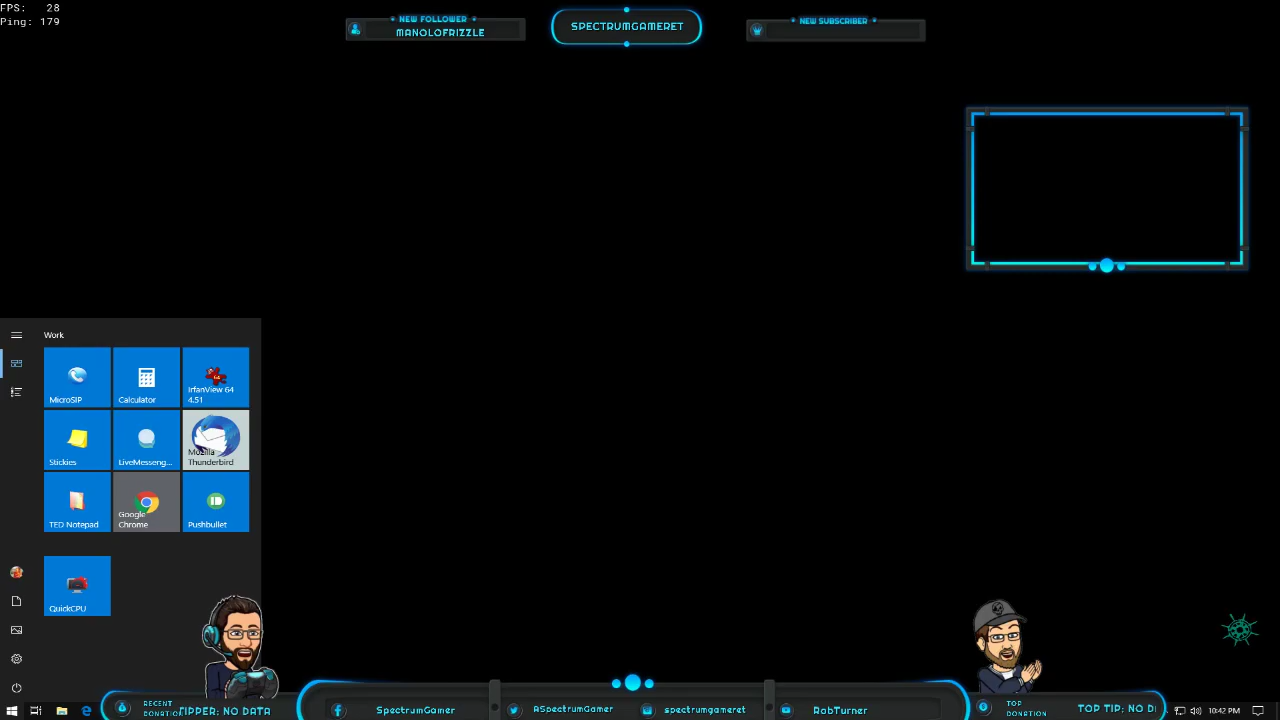 FPS: 28
Ping: 179
NEW FOLLOWER
MANOLOFRIZZLE
SPECTRUMGAMERET
NEW SUBSCRIBER
Work
MicroSIP
Calculator
IrfanView 64
4.51
Stickies
LiveMesseng...
Mozilla
Thunderbird
TED Notepad
Google
Chrome
Pushbullet
QuickCPU
RECENT
DONATION
TIPPER: NO DATA
SpectrumGamer
ASpectrumGamer
spectrumgameret
RobTurner
TOP
DONATION
TOP TIP: NO D
10:42 PM